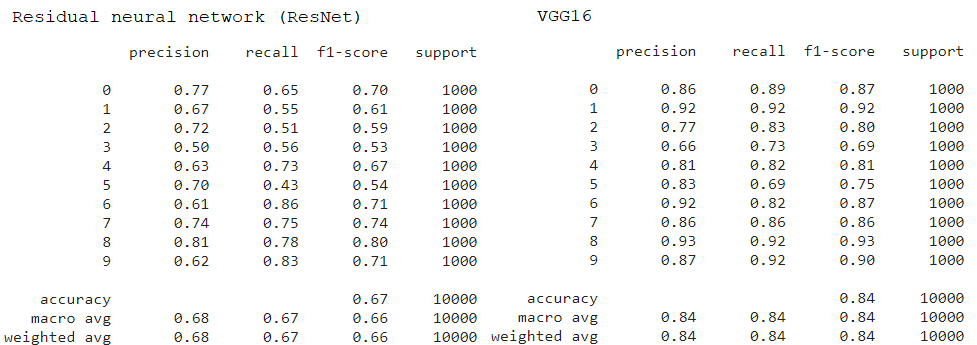 Residual neural network (ResNet)
precision recall f1-score support
0 0.77 0.65 0.70 1000
1 0.67 0.55 0.61 1000
2 0.72 0.51 0.59 1000
3 0.50 0.56 0.53 1000
4 0.63 0.73 0.67 1000
5 0.70 0.43 0.54 1000
6 0.61 0.86 0.71 1000
7 0.74 0.75 0.74 1000
8 0.81 0.78 0.80 1000
9 0.62 0.83 0.71 1000
accuracy 0.67 10000
macro avg 0.68 0.67 0.66 10000
weighted avg 0.68 0.67 0.66 10000
VGG16
precision recall f1-score support
0 0.86 0.89 0.87 1000
1 0.92 0.92 0.92 1000
2 0.77 0.83 0.80 1000
3 0.66 0.73 0.69 1000
4 0.81 0.82 0.81 1000
5 0.83 0.69 0.75 1000
6 0.92 0.82 0.87 1000
7 0.86 0.86 0.86 1000
8 0.93 0.92 0.93 1000
9 0.87 0.92 0.90 1000
accuracy 0.84 10000
macro avg 0.84 0.84 0.84 10000
weighted avg 0.84 0.84 0.84 10000